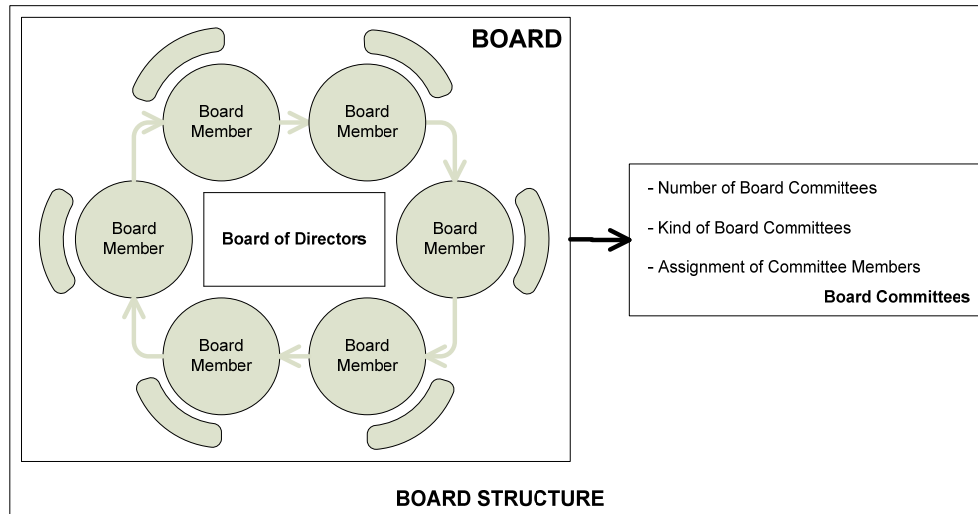 BOARD
Board
Member
Board
Member
Board
Member
Board of Directors
Board
Member
Board
Member
Board
Member
- Number of Board Committees
- Kind of Board Committees
- Assignment of Committee Members
Board Committees
BOARD STRUCTURE